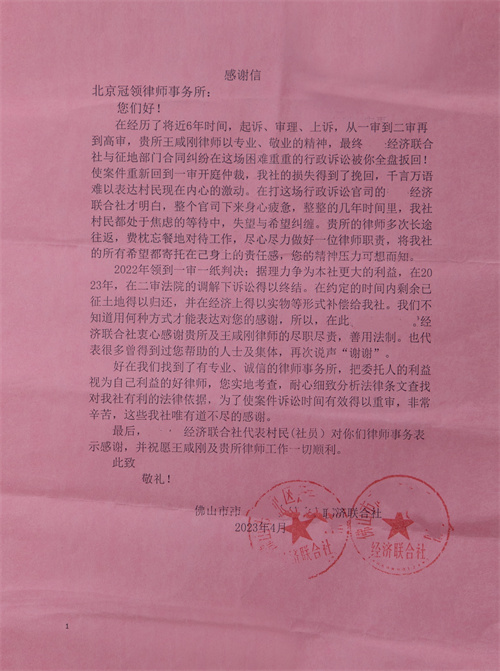 感谢信
北京冠领律师事务所：
您们好！
在经历了将近6年时间，起诉、审理、上诉，从一审到二审再
到高审，贵所王咸刚律师以专业、敬业的精神，最终 经济联合
社与征地部门合同纠纷在这场困难重重的行政诉讼被你全盘扳回！
使案件重新回到一审开庭仲裁，我社的损失得到了挽回，千言万语
难以表达村民现在内心的激动。在打这场行政诉讼官司的 经济
联合社才明白，整个官司下来身心疲惫，整整的几年时间里，我社
村民都处于焦虑的等待中，失望与希望纠缠。贵所的律师多次长途
往返，费枕忘餐地对待工作，尽心尽力做好一位律师职责，将我社
的所有希望都寄托在己身上的责任感，您的精神压力可想而知。
2022年领到一审一纸判决；据理力争为本社更大的利益，在202
3年，在二审法院的调解下诉讼得以终结。在约定的时间内剩余已
征土地得以归还，并在经济上得以实物等形式补偿给我社。我们不
知道用何种方式才能表达对您的感谢，所以，在此
经济联合社衷心感谢贵所及王咸刚律师的尽职尽责，善用法制。也代
表很多曾得到过您帮助的人士及集体，再次说声“谢谢”。
好在我们找到了有专业、诚信的律师事务所，把委托人的利益
视为自己利益的好律师，您实地考查，耐心细致分析法律条文查找
对我社有利的法律依据，为了使案件诉讼时间有效得以重审，非常
辛苦，这些我社唯有道不尽的感谢。
最后， 经济联合社代表村民(社员）对你们律师事务表
示感谢，并祝愿王咸刚及贵所律师工作一切顺利。
此致
敬礼！
佛山市 经济联合社
2023年4月
经济联合社
经济联合社
1